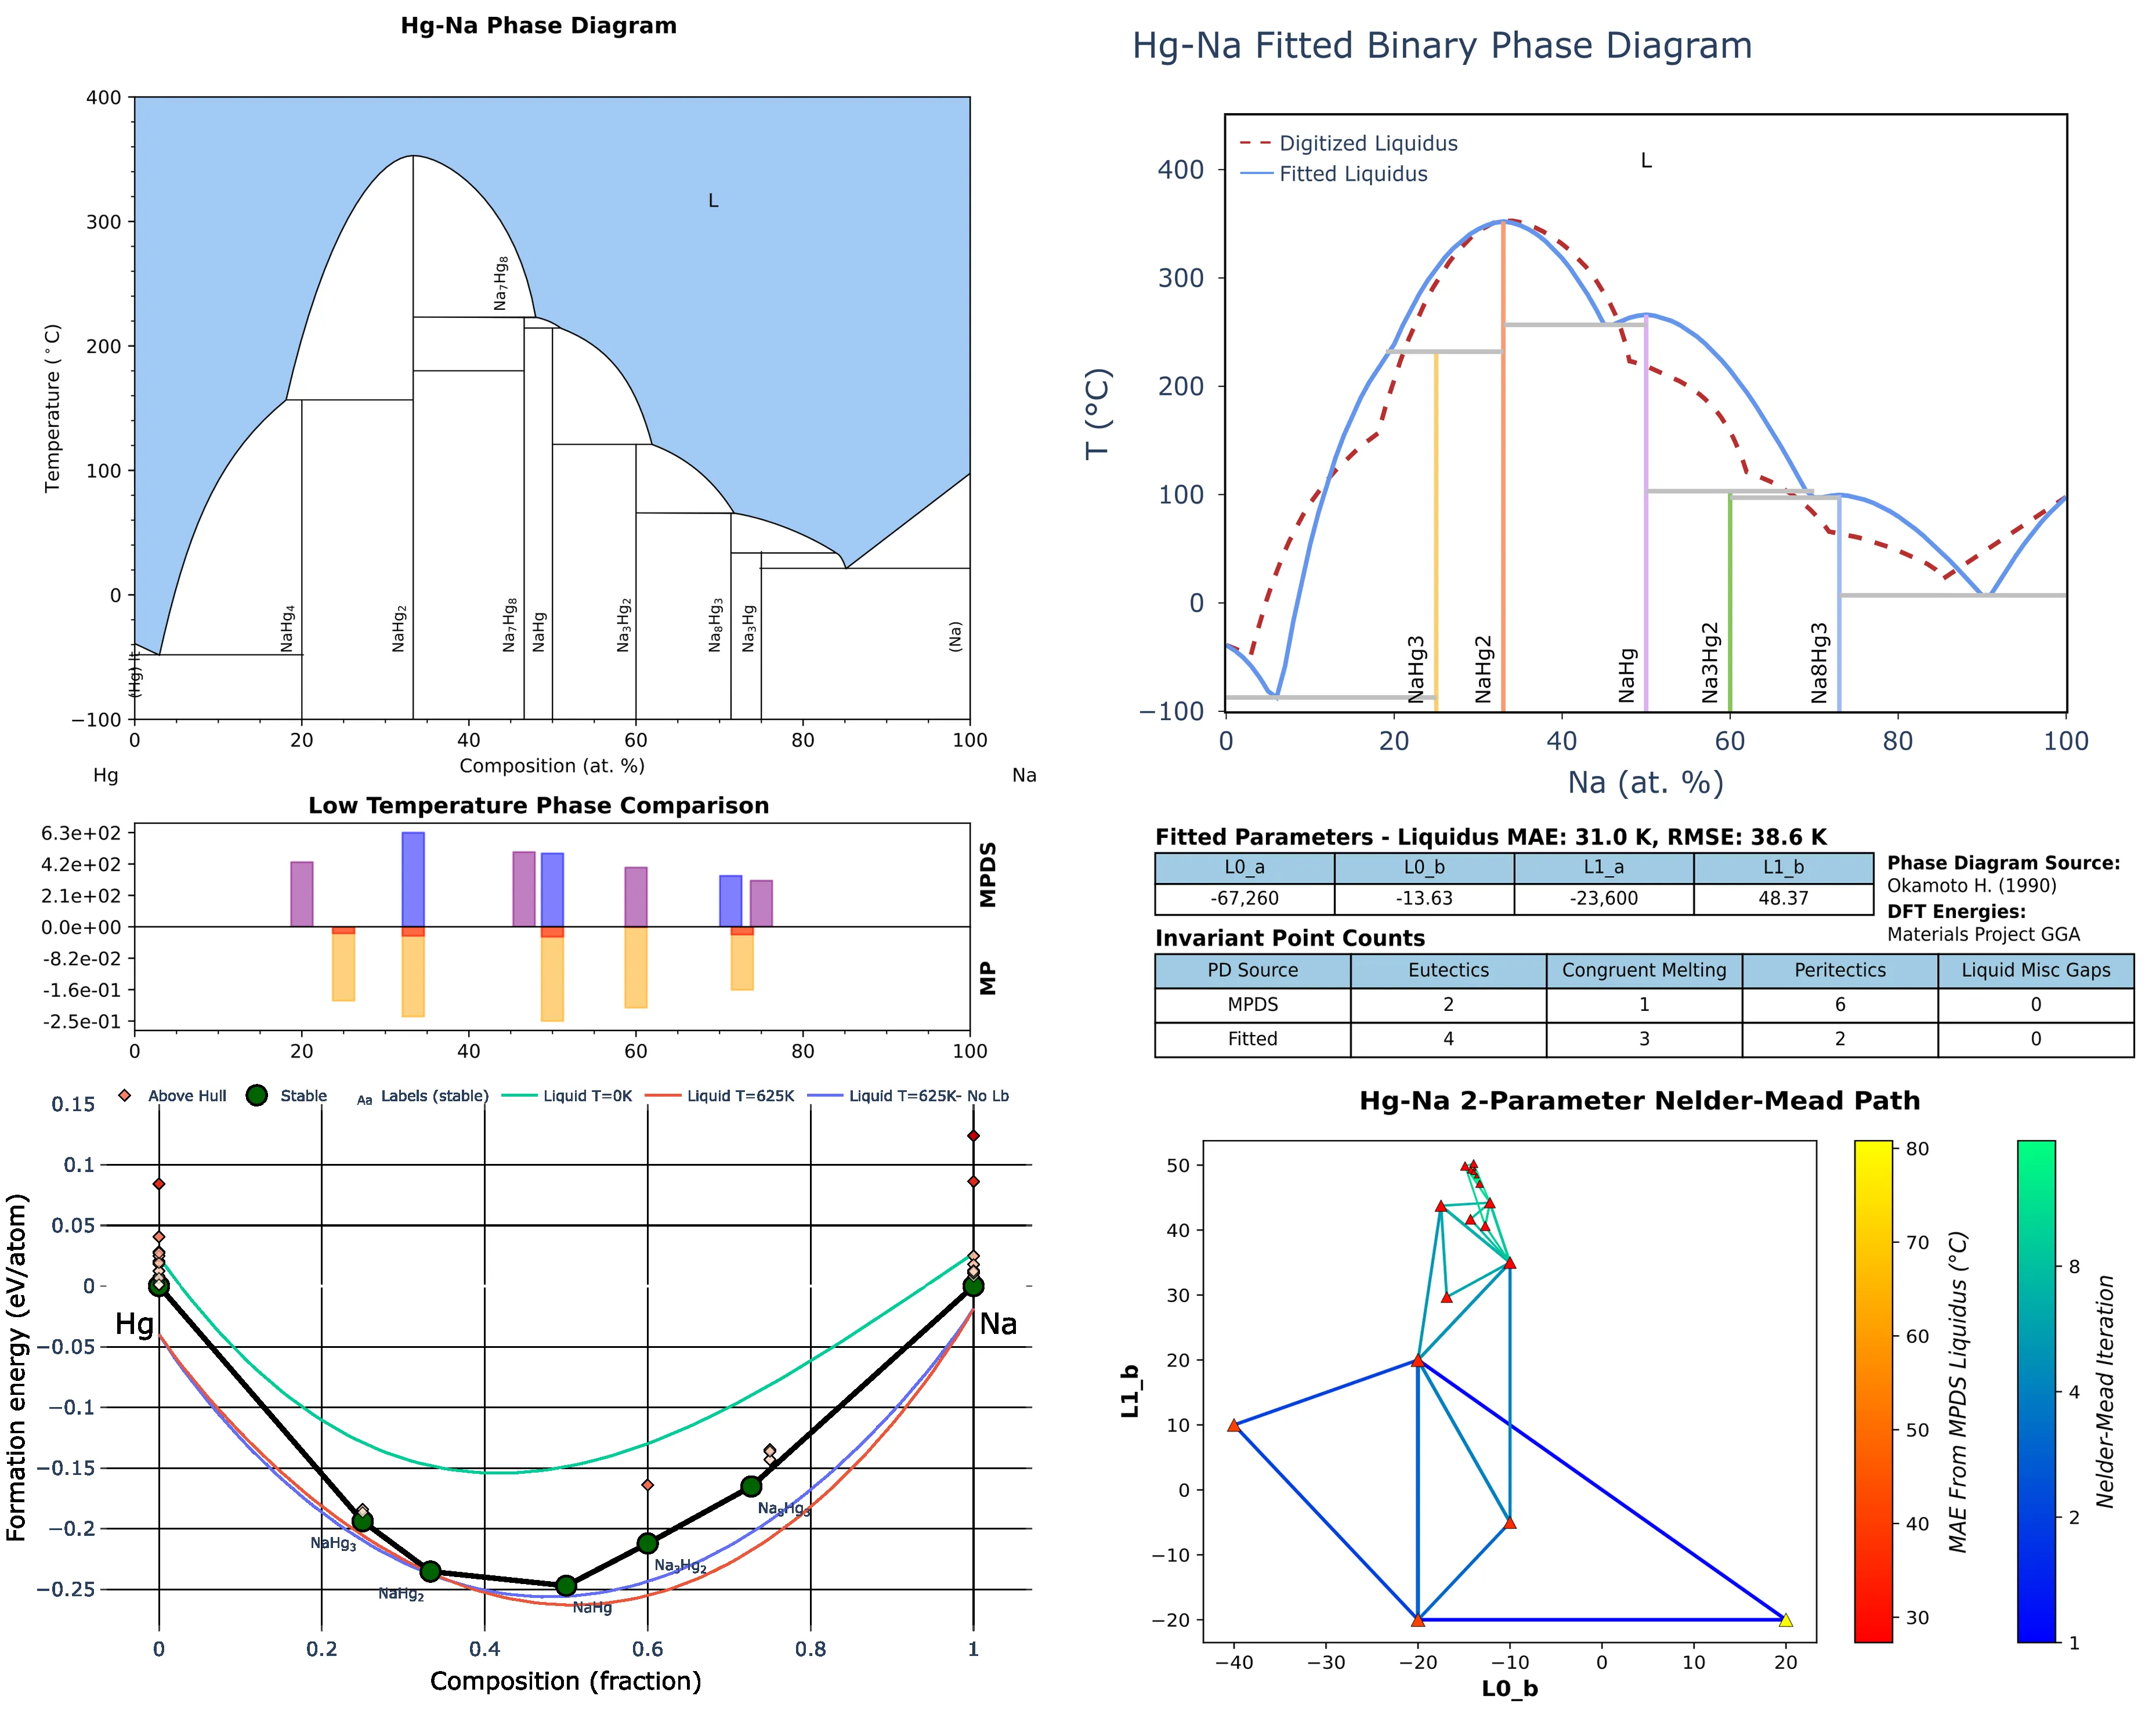 Hg-Na Phase Diagram
400
300
200
100
0
−100
Temperature (°C)
L
Na₇Hg₈
(Hg) lt
NaHg₄
NaHg₂
Na₇Hg₈
NaHg
Na₃Hg₂
Na₈Hg₃
Na₃Hg
(Na)
0 20 40 60 80 100
Composition (at. %)
Hg
Na
Low Temperature Phase Comparison
6.3e+02
4.2e+02
2.1e+02
0.0e+00
-8.2e-02
-1.6e-01
-2.5e-01
MPDS
MP
0 20 40 60 80 100
Above Hull Stable Aa Labels (stable) Liquid T=0K Liquid T=625K Liquid T=625K- No Lb
0.15
0.1
0.05
0
−0.05
−0.1
−0.15
−0.2
−0.25
Formation energy (eV/atom)
Hg
Na
NaHg₃
NaHg₂
NaHg
Na₃Hg₂
Na₈Hg₃
0 0.2 0.4 0.6 0.8 1
Composition (fraction)
Hg-Na Fitted Binary Phase Diagram
Digitized Liquidus
Fitted Liquidus
L
400
300
200
100
0
−100
T (°C)
NaHg3
NaHg2
NaHg
Na3Hg2
Na8Hg3
0 20 40 60 80 100
Na (at. %)
Fitted Parameters - Liquidus MAE: 31.0 K, RMSE: 38.6 K
L0_a L0_b L1_a L1_b
-67,260 -13.63 -23,600 48.37
Phase Diagram Source:
Okamoto H. (1990)
DFT Energies:
Materials Project GGA
Invariant Point Counts
PD Source Eutectics Congruent Melting Peritectics Liquid Misc Gaps
MPDS 2 1 6 0
Fitted 4 3 2 0
Hg-Na 2-Parameter Nelder-Mead Path
50
40
30
20
10
0
−10
−20
L1_b
−40 −30 −20 −10 0 10 20
L0_b
80
70
60
50
40
30
MAE From MPDS Liquidus (°C)
8
4
2
1
Nelder-Mead Iteration